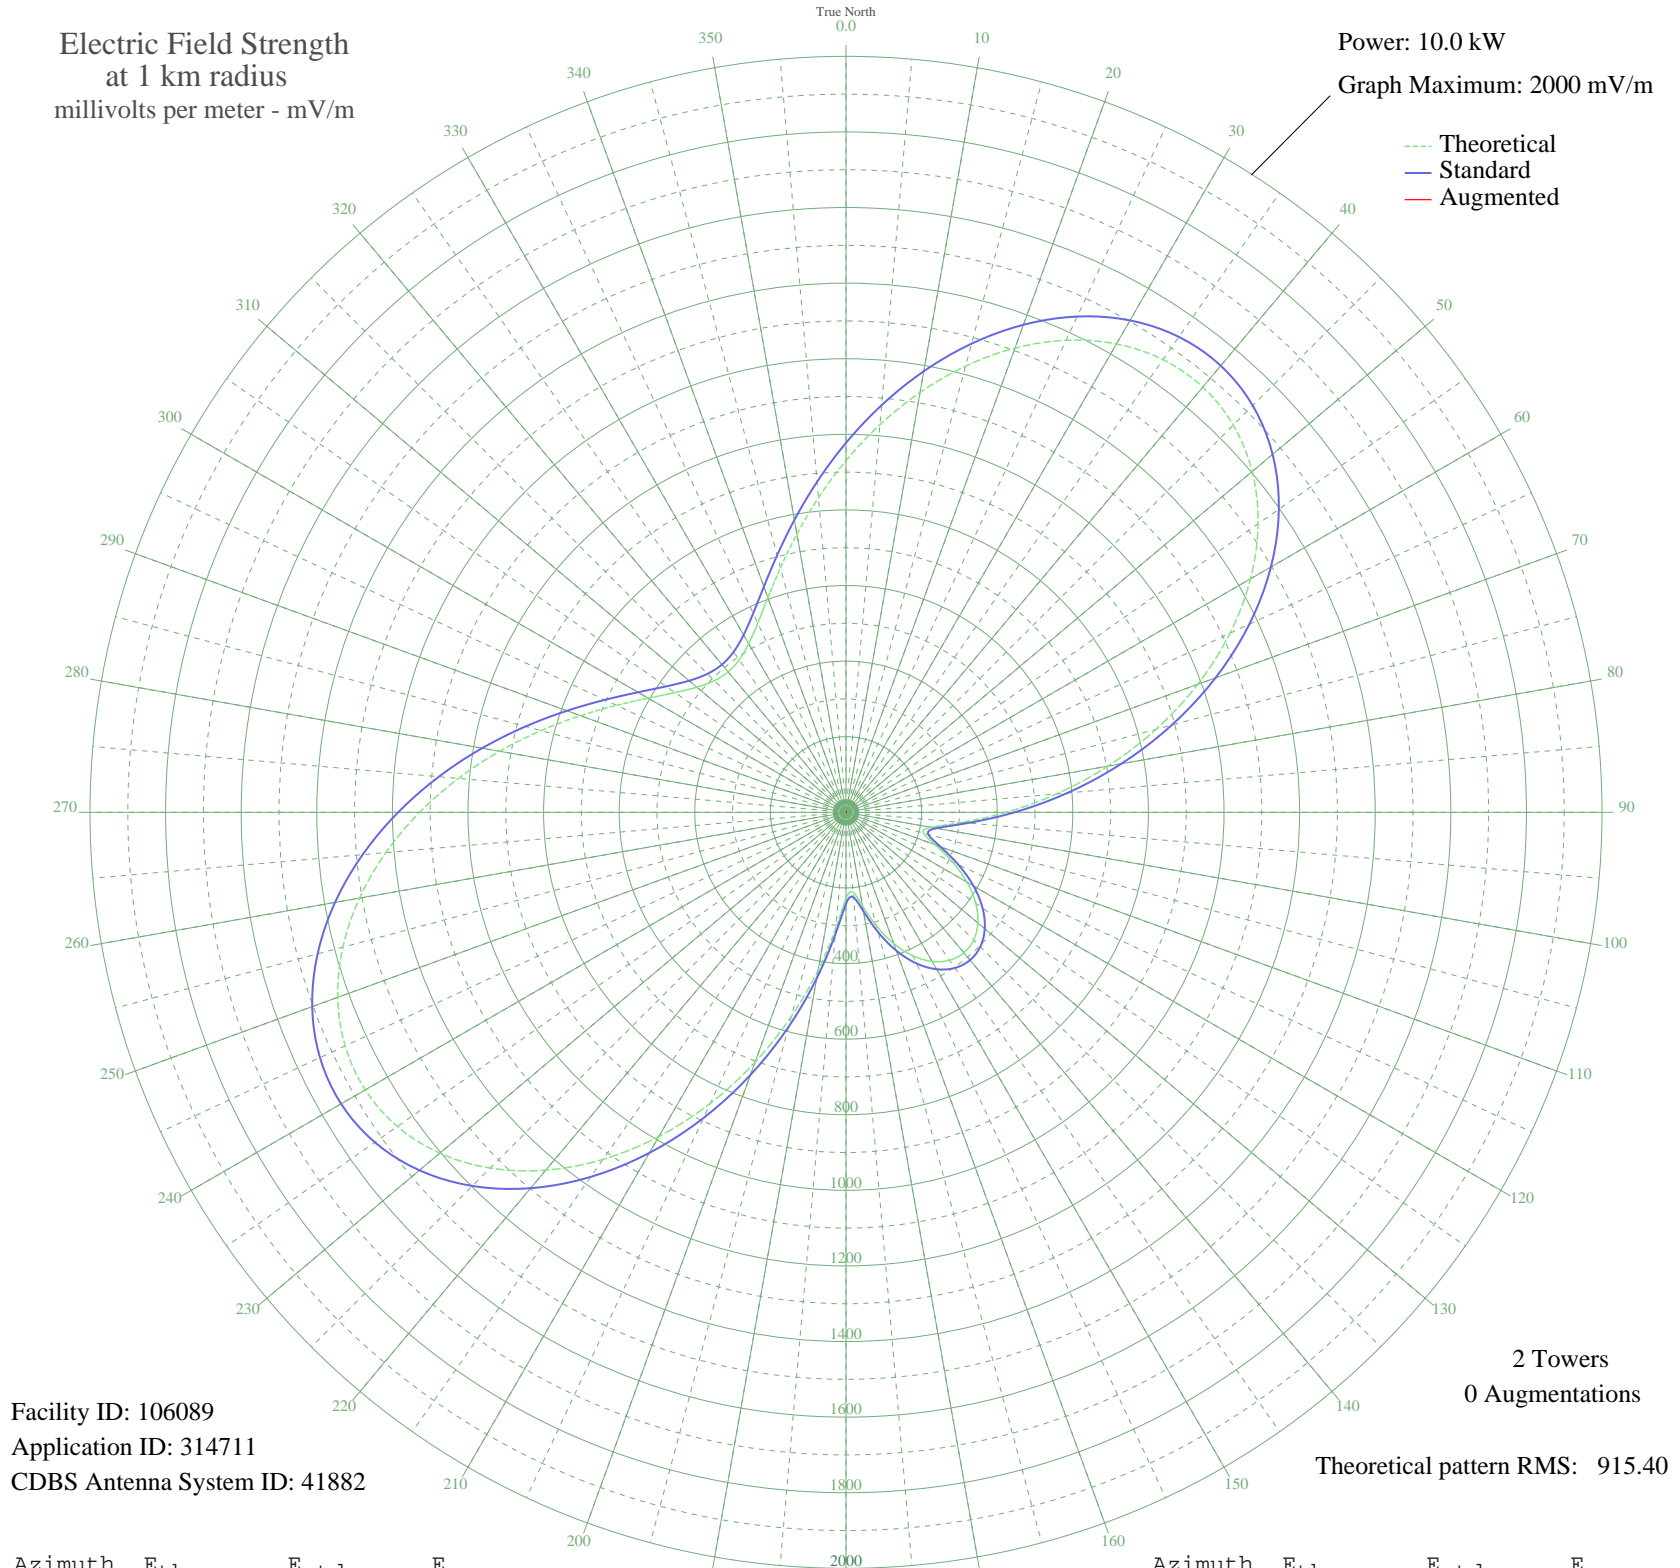 True North
0.0
Electric Field Strength
at 1 km radius
millivolts per meter - mV/m
Power: 10.0 kW
Graph Maximum: 2000 mV/m
Theoretical
Standard
Augmented
10
20
30
40
50
60
70
80
90
100
110
120
130
140
150
160
200
210
220
230
240
250
260
270
280
290
300
310
320
330
340
350
400
600
800
1000
1200
1400
1600
1800
2000
2 Towers
0 Augmentations
Theoretical pattern RMS: 915.40
Facility ID: 106089
Application ID: 314711
CDBS Antenna System ID: 41882
Azimuth E E E Azimuth E E E